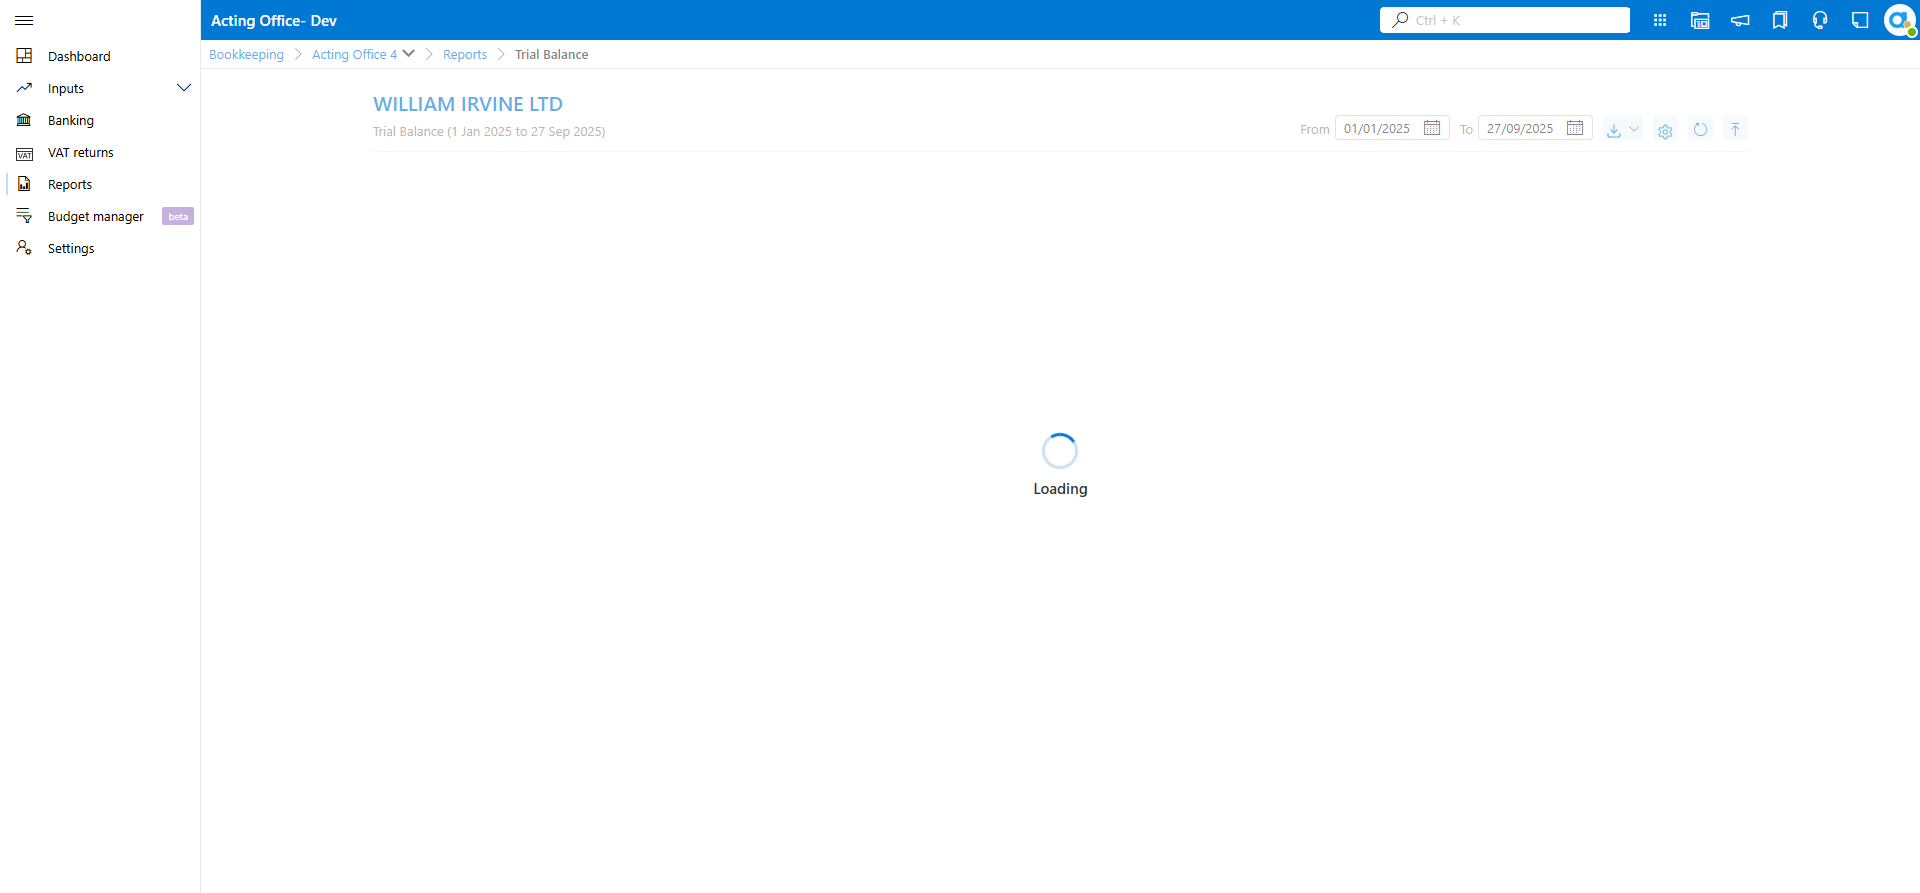 Acting Office- Dev
Ctrl + K
Dashboard
Inputs
Banking
VAT returns
Reports
Budget manager beta
Settings
Bookkeeping
Acting Office 4
Reports
Trial Balance
WILLIAM IRVINE LTD
Trial Balance (1 Jan 2025 to 27 Sep 2025)
From 01/01/2025 To 27/09/2025
Loading